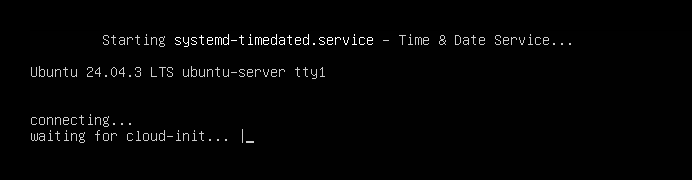 Starting systemd-timedated.service - Time & Date Service...
Ubuntu 24.04.3 LTS ubuntu-server tty1
connecting...
waiting for cloud-init... |_